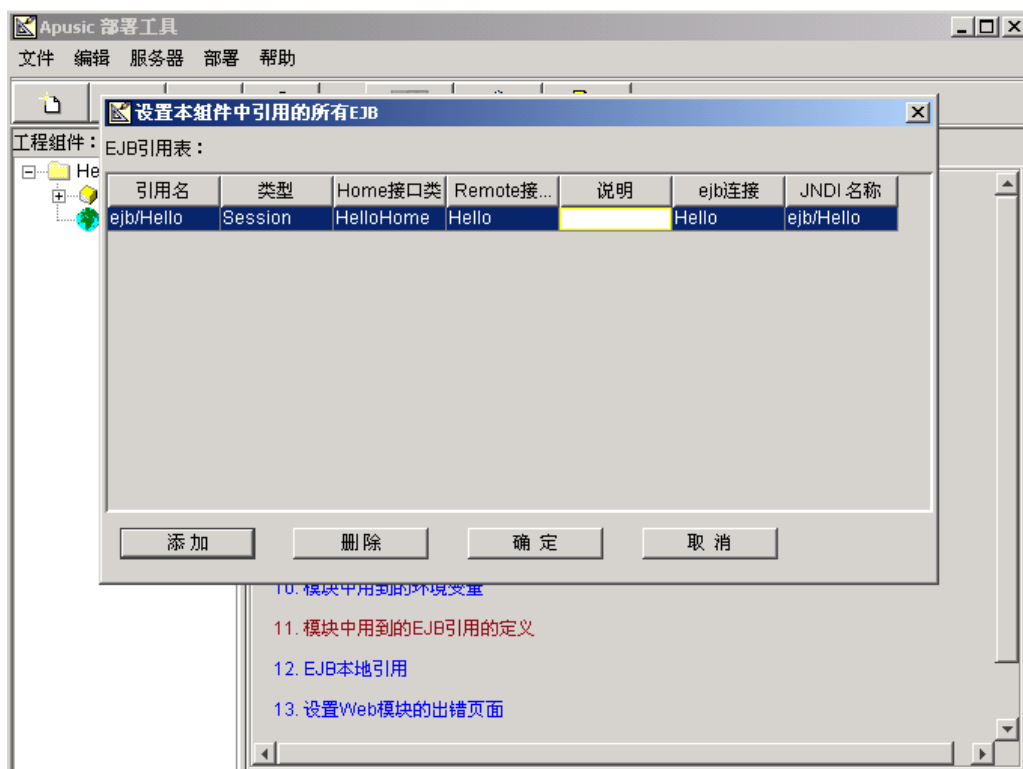 Apusic 部署工具
文件 编辑 服务器 部署 帮助
设置本组件中引用的所有EJB
工程组件：
EJB引用表：
He
引用名 类型 Home接口类 Remote接... 说明 ejb连接 JNDI 名称
ejb/Hello Session HelloHome Hello Hello ejb/Hello
添加 删除 确定 取消
10. 模块中用到的环境变量
11. 模块中用到的EJB引用的定义
12. EJB本地引用
13. 设置Web模块的出错页面